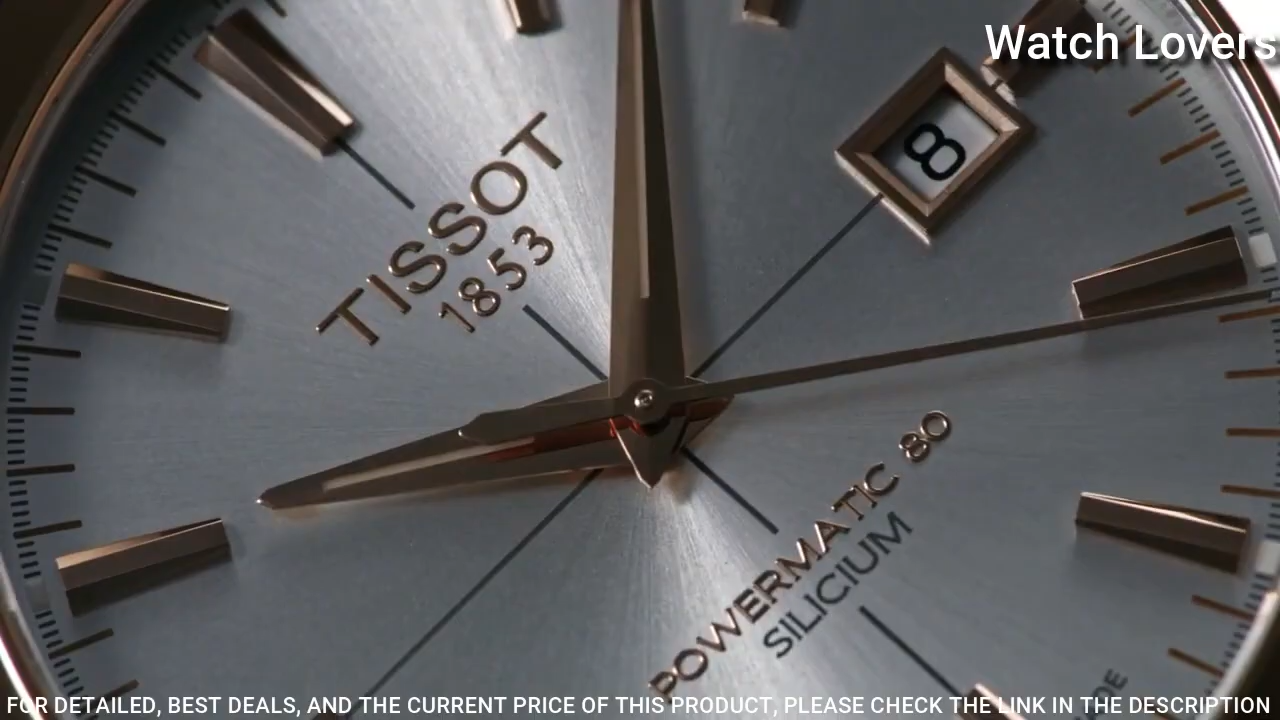 Watch Lovers
8
TISSOT
1853
POWERMATIC 80
SILICIUM
FOR DETAILED, BEST DEALS, AND THE CURRENT PRICE OF THIS PRODUCT, PLEASE CHECK THE LINK IN THE DESCRIPTION